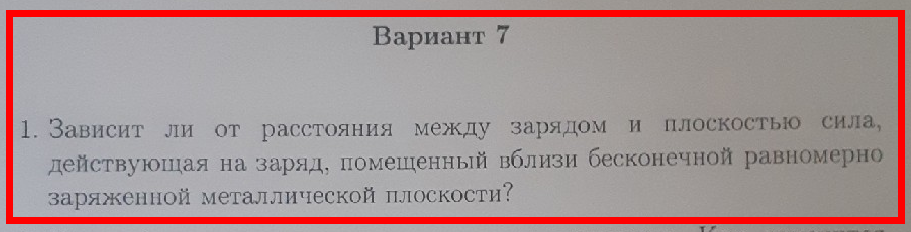 Вариант 7
1. Зависит ли от расстояния между зарядом и плоскостью сила,
действующая на заряд, помещенный вблизи бесконечной равномерно
заряженной металлической плоскости?